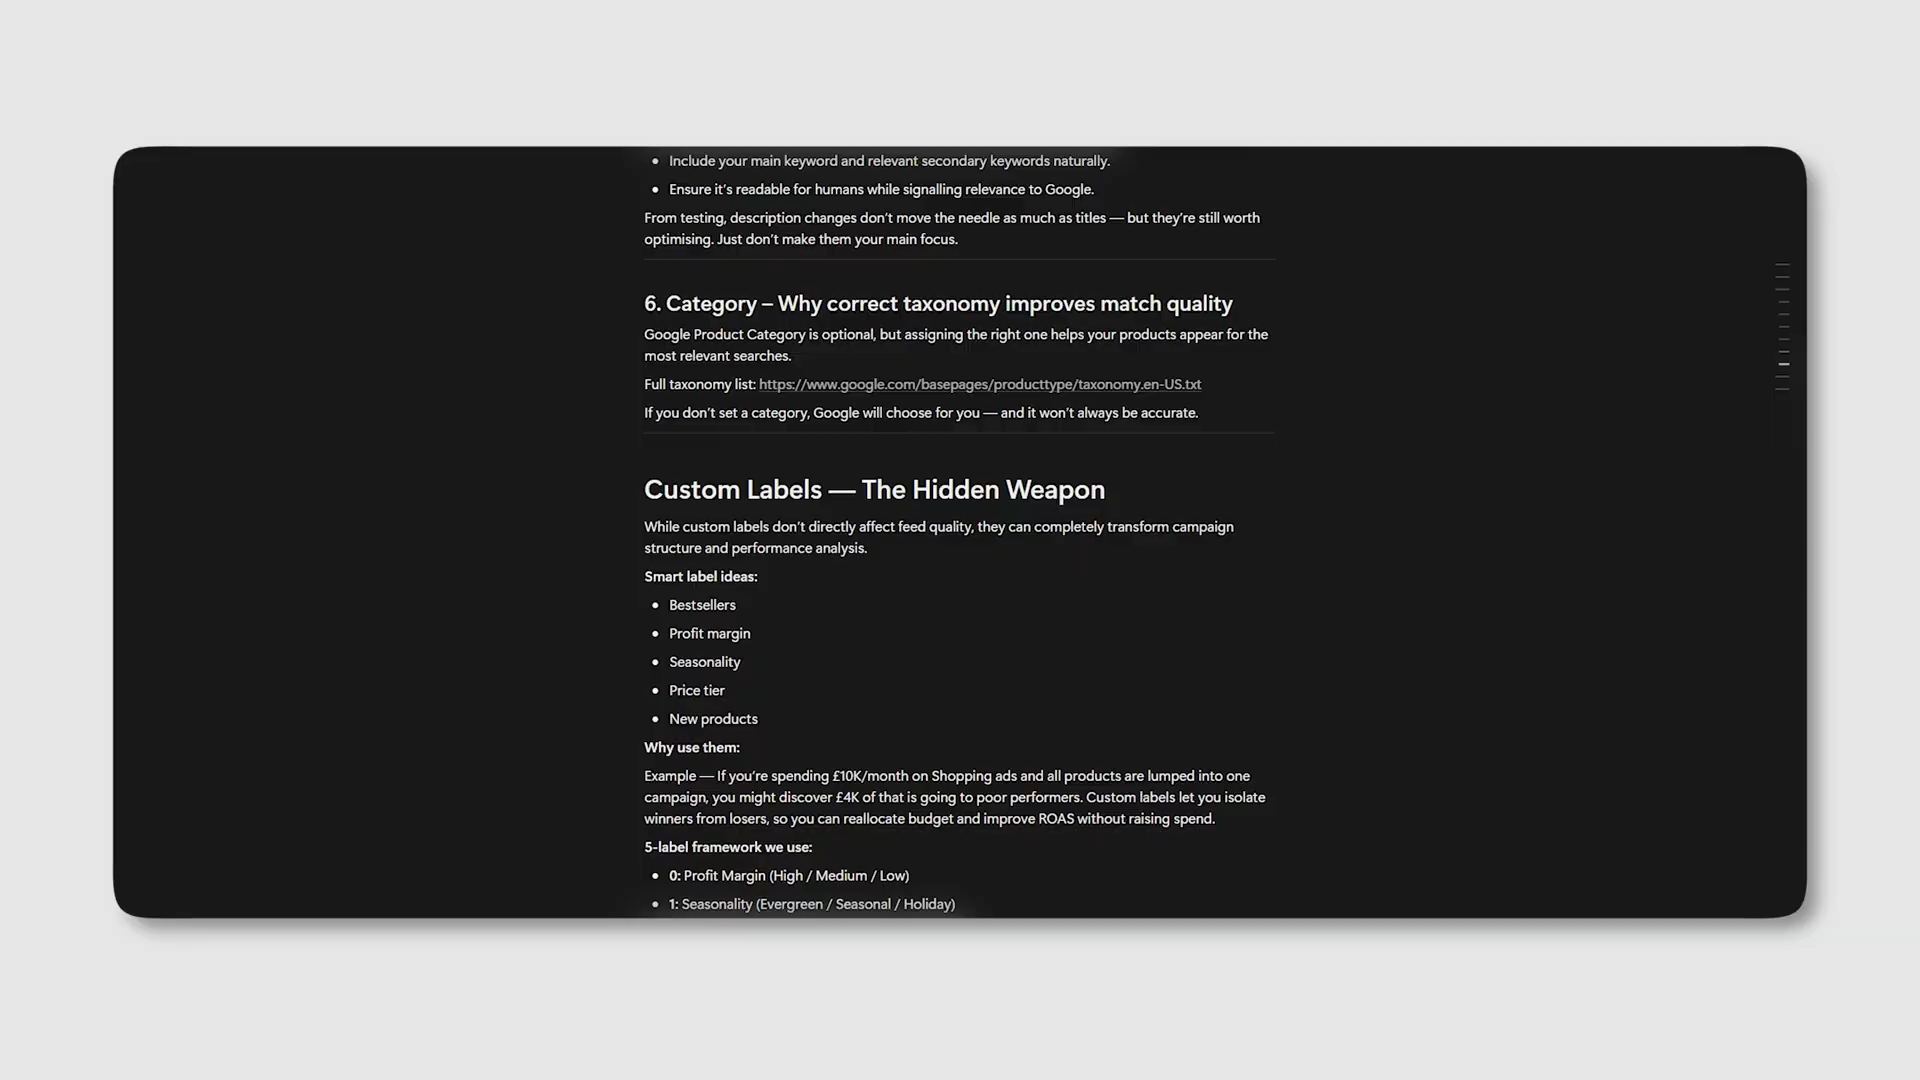 • Include your main keyword and relevant secondary keywords naturally.
• Ensure it's readable for humans while signalling relevance to Google.
From testing, description changes don't move the needle as much as titles — but they're still worth
optimising. Just don't make them your main focus.
6. Category – Why correct taxonomy improves match quality
Google Product Category is optional, but assigning the right one helps your products appear for the
most relevant searches.
Full taxonomy list: https://www.google.com/basepages/producttype/taxonomy.en-US.txt
If you don't set a category, Google will choose for you — and it won't always be accurate.
Custom Labels — The Hidden Weapon
While custom labels don't directly affect feed quality, they can completely transform campaign
structure and performance analysis.
Smart label ideas:
• Bestsellers
• Profit margin
• Seasonality
• Price tier
• New products
Why use them:
Example — If you're spending £10K/month on Shopping ads and all products are lumped into one
campaign, you might discover £4K of that is going to poor performers. Custom labels let you isolate
winners from losers, so you can reallocate budget and improve ROAS without raising spend.
5-label framework we use:
• 0: Profit Margin (High / Medium / Low)
• 1: Seasonality (Evergreen / Seasonal / Holiday)